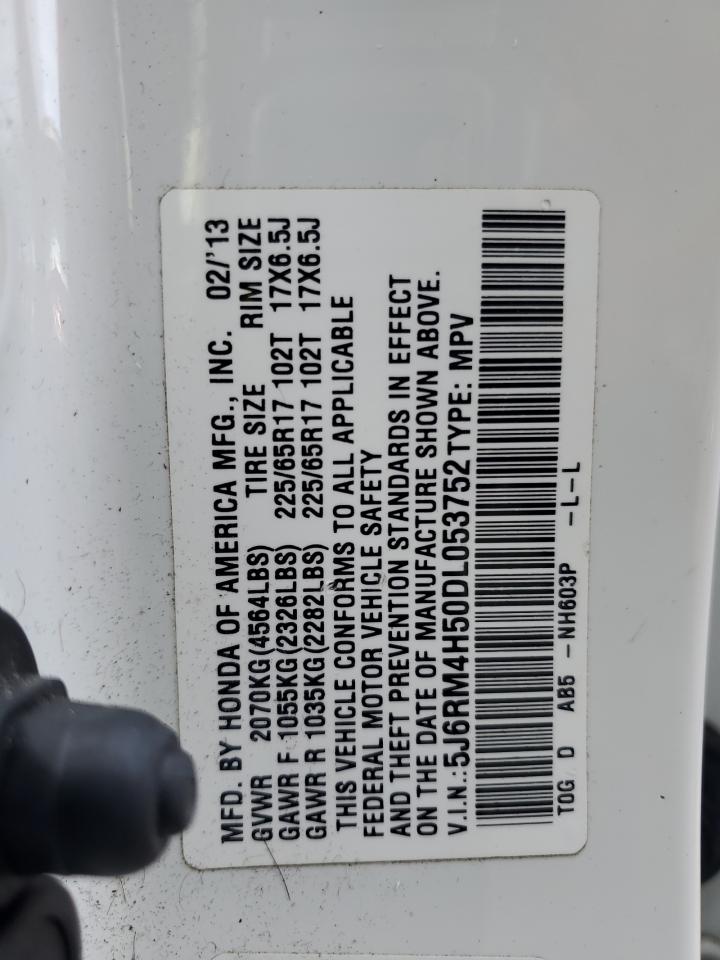 MFD. BY HONDA OF AMERICA MFG., INC. 02/'13
GVWR 2070KG(4564LBS) TIRE SIZE RIM SIZE
GAWR F 1055KG(2326LBS) 225/65R17 102T 17X6.5J
GAWR R 1035KG(2282LBS) 225/65R17 102T 17X6.5J
THIS VEHICLE CONFORMS TO ALL APPLICABLE
FEDERAL MOTOR VEHICLE SAFETY
AND THEFT PREVENTION STANDARDS IN EFFECT
ON THE DATE OF MANUFACTURE SHOWN ABOVE.
V.I.N.:5J6RM4H50DL053752 TYPE: MPV
T0G D AB5 -NH603P -L-L